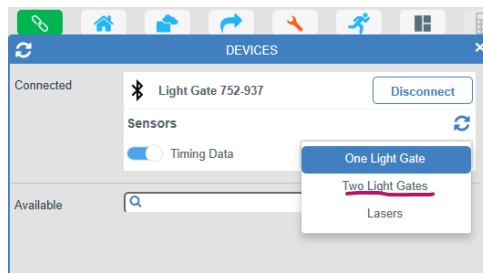 DEVICES
Connected
Light Gate 752-937
Disconnect
Sensors
Timing Data
One Light Gate
Two Light Gates
Lasers
Available